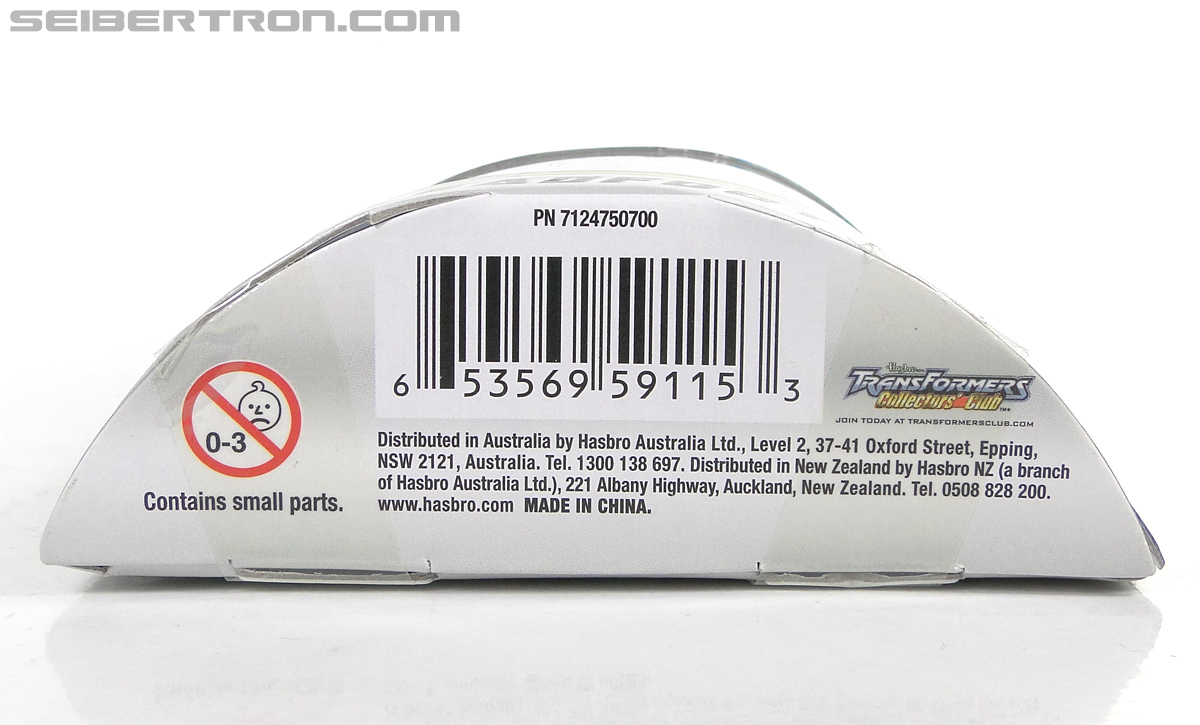 SEIBERTRON.COM
PN 7124750700
6 53569 59115 3
0-3
Contains small parts.
Hasbro
TRANSFORMERS
Collectors' Club™
JOIN TODAY AT TRANSFORMERSCLUB.COM
Distributed in Australia by Hasbro Australia Ltd., Level 2, 37-41 Oxford Street, Epping,
NSW 2121, Australia. Tel. 1300 138 697. Distributed in New Zealand by Hasbro NZ (a branch
of Hasbro Australia Ltd.), 221 Albany Highway, Auckland, New Zealand. Tel. 0508 828 200.
www.hasbro.com MADE IN CHINA.